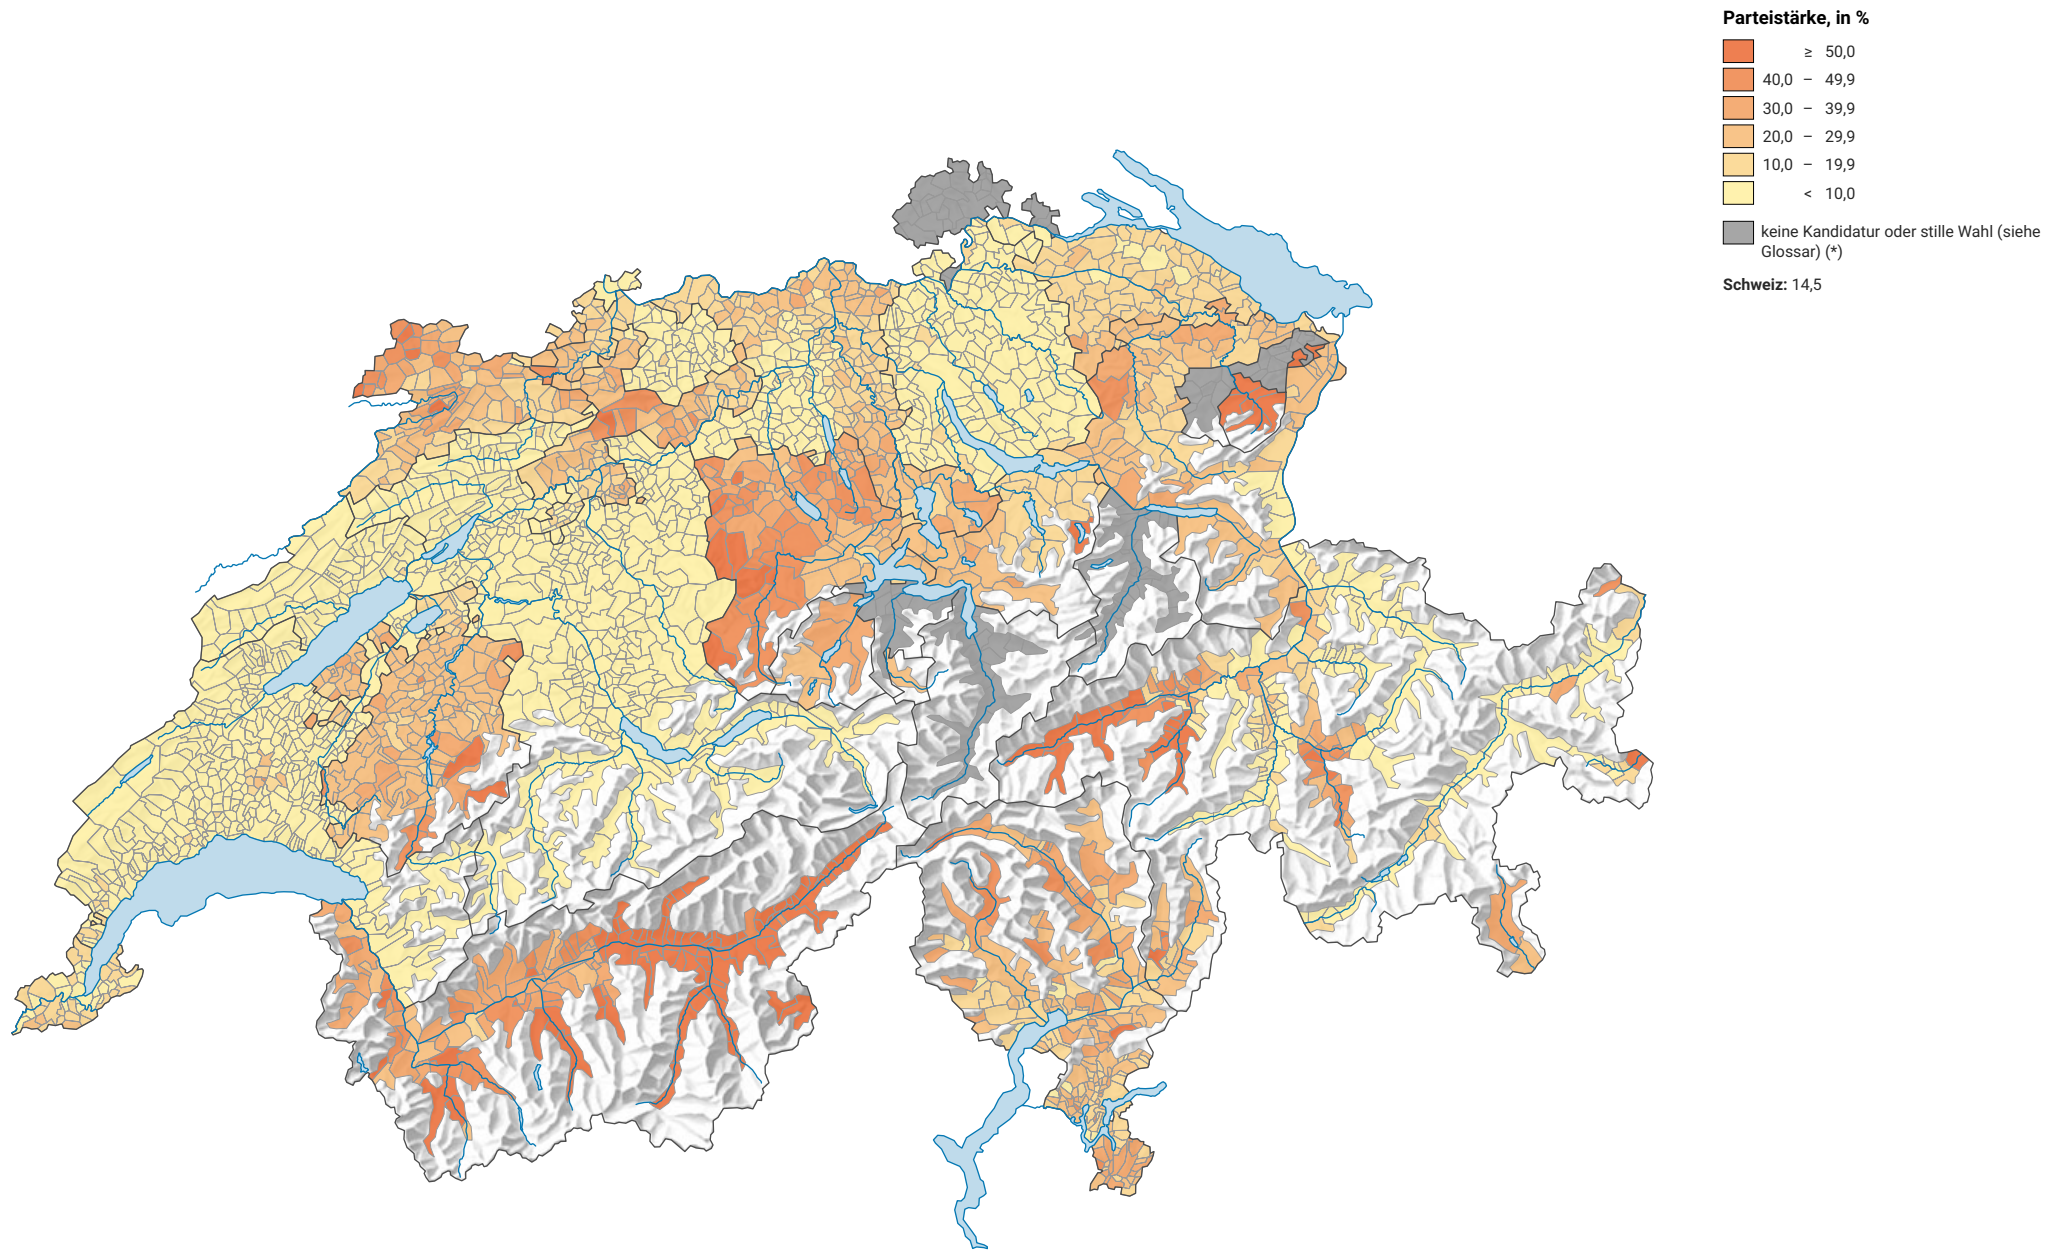 Parteistärke, in %
≥ 50,0
40,0 – 49,9
30,0 – 39,9
20,0 – 29,9
10,0 – 19,9
< 10,0
keine Kandidatur oder stille Wahl (siehe
Glossar) (*)
Schweiz: 14,5